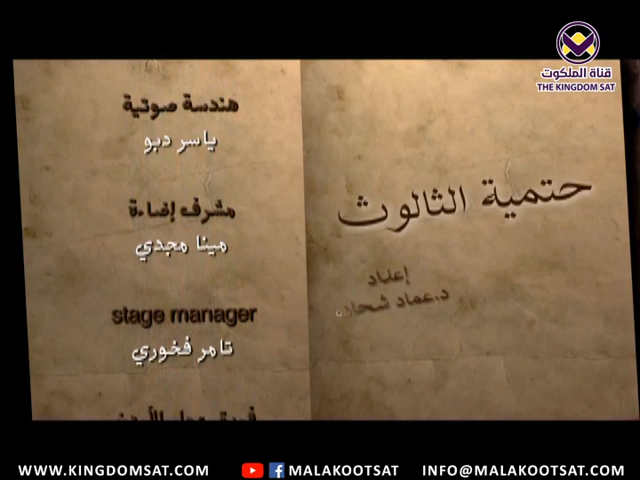 قناة الملكوت
THE KINGDOM SAT
حتمية الثالوث
إعداد
د.عماد شحادة
هندسة صوتية
ياسر دبو
مشرف إضاءة
مينا مجدي
stage manager
تامر فخوري
WWW.KINGDOMSAT.COM
MALAKOOTSAT
INFO@MALAKOOTSAT.COM